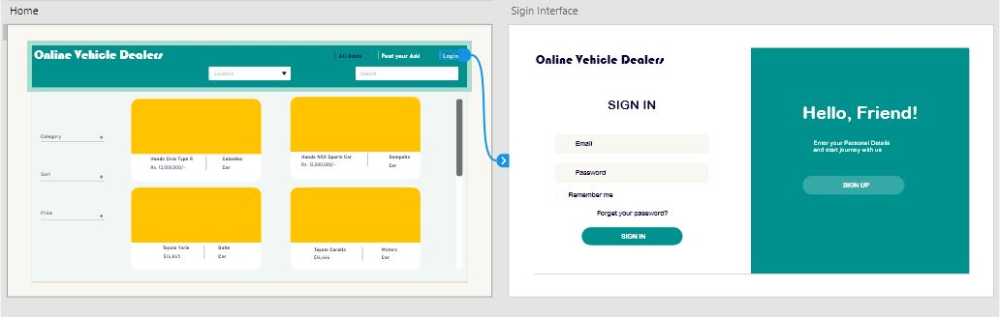 Home
Online Vehicle Dealers
All Adds
Post your Add
Login
Location
Search
Category +
Sort +
Price +
Honda Civic Type R
Colombo
Rs. 12,000,000/-
Car
Honda NSX Sports Car
Gampaha
Rs. 12,000,000/-
Car
Toyota Yaris
Galle
$16,845
Car
Toyota Corolla
Matara
$16,644
Car
Sigin Interface
Online Vehicle Dealers
SIGN IN
Email
Password
Remember me
Forget your password?
SIGN IN
Hello, Friend!
Enter your Personal Details
and start journey with us
SIGN UP